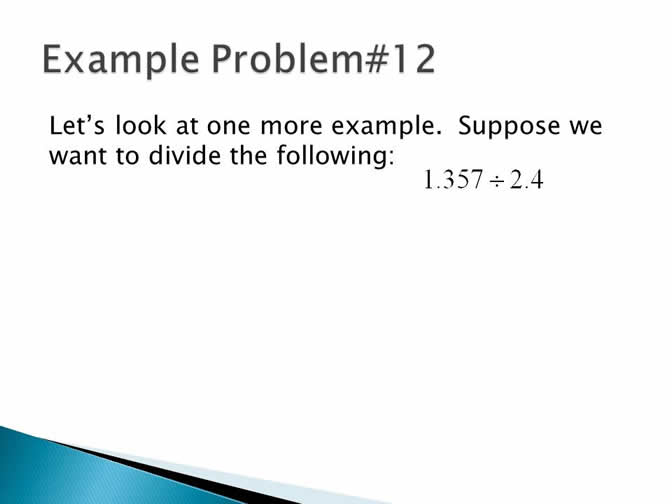 Example Problem#12
Let's look at one more example.  Suppose we
want to divide the following:
1.357 ÷ 2.4